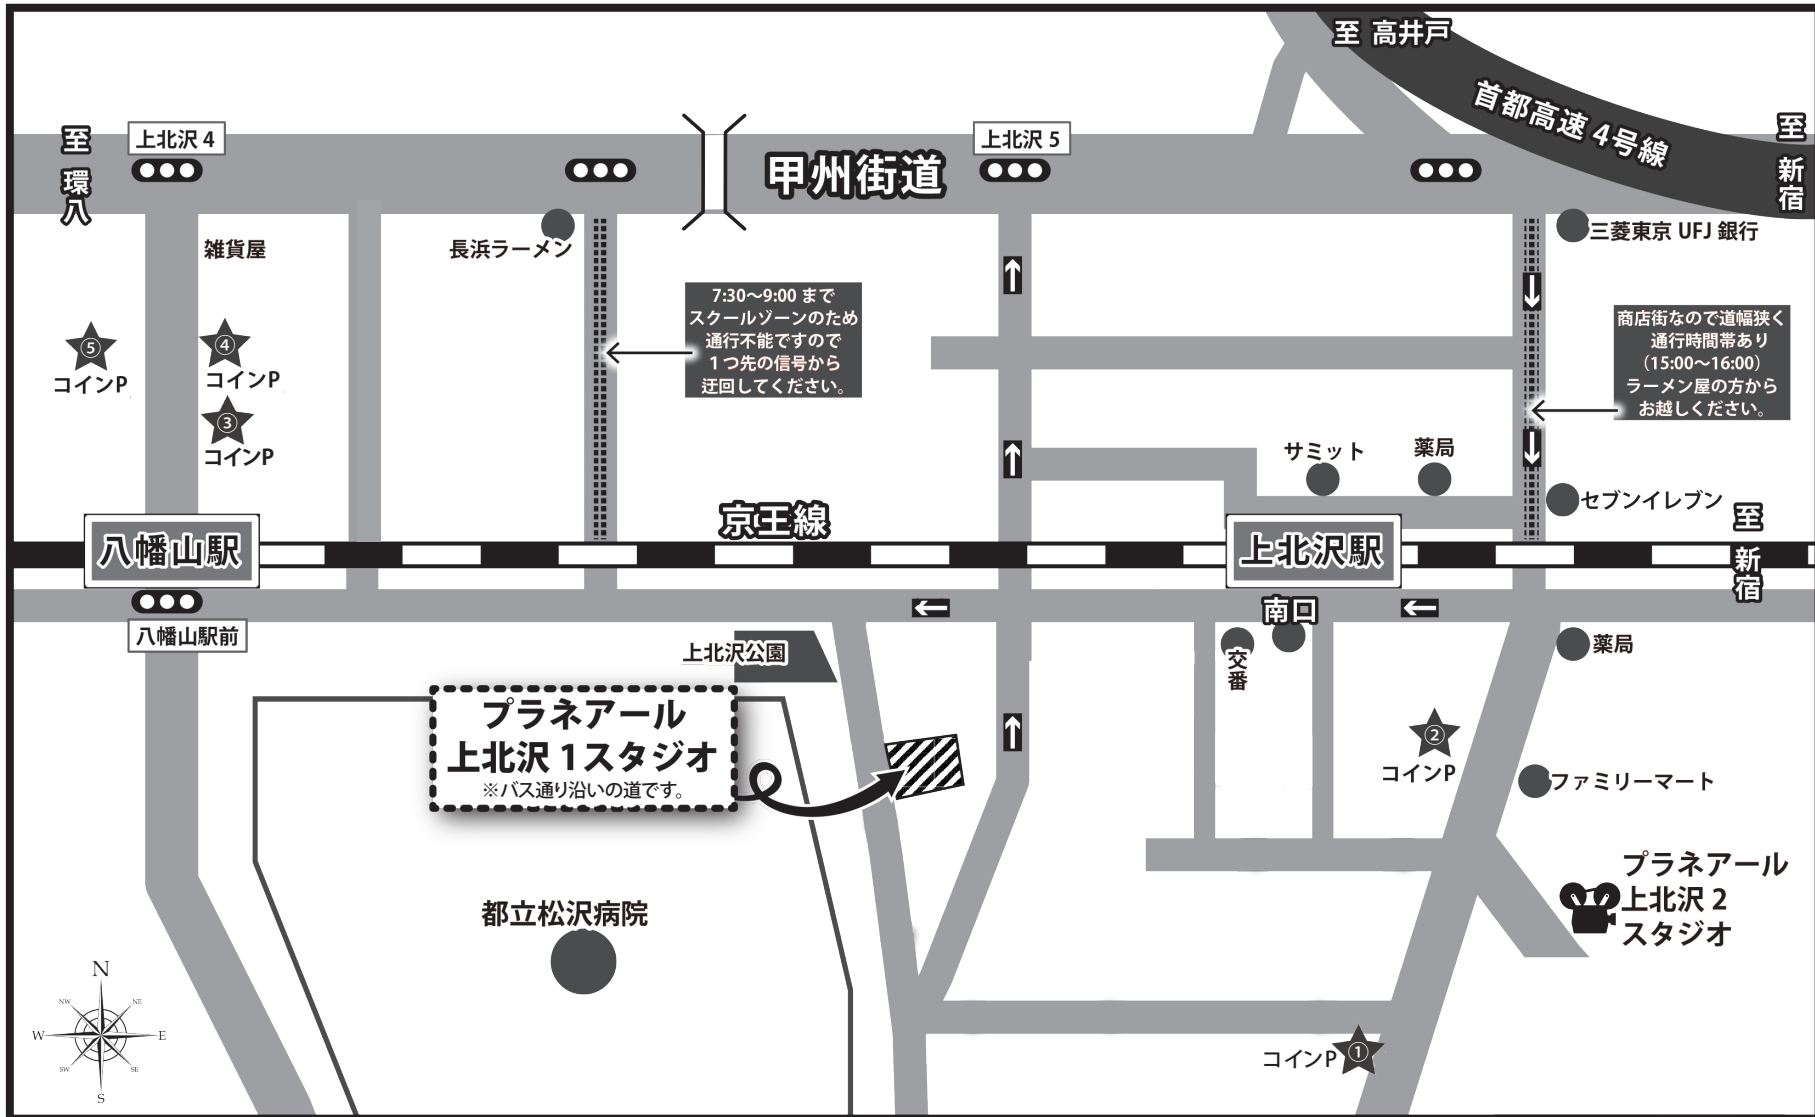 至 高井戸
首都高速 4号線
至
環
八
上北沢 4
甲州街道
上北沢 5
至
新
宿
雑貨屋
長浜ラーメン
三菱東京 UFJ 銀行
7:30〜9:00 まで
スクールゾーンのため
通行不能ですので
1つ先の信号から
迂回してください。
商店街なので道幅狭く
通行時間帯あり
（15:00〜16:00）
ラーメン屋の方から
お越しください。
⑤
コインP
④
コインP
③
コインP
サミット
薬局
セブンイレブン
京王線
至
新
宿
八幡山駅
上北沢駅
八幡山駅前
南口
交
番
薬局
上北沢公園
プラネアール
上北沢 1スタジオ
※バス通り沿いの道です。
②
コインP
ファミリーマート
プラネアール
上北沢 2
スタジオ
都立松沢病院
コインP
①
N
NW
NE
W
E
SW
SE
S